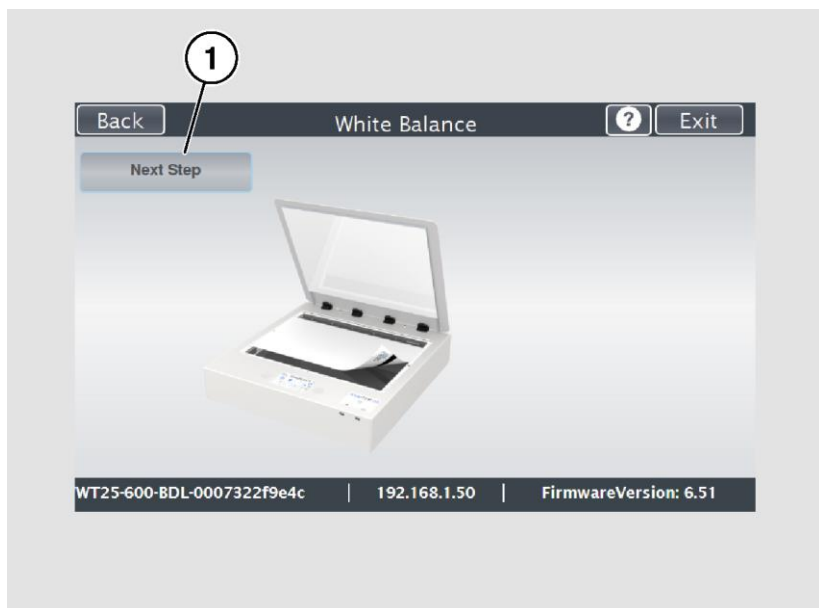 1
Back White Balance ? Exit
Next Step
WT25-600-BDL-0007322f9e4c | 192.168.1.50 | FirmwareVersion: 6.51